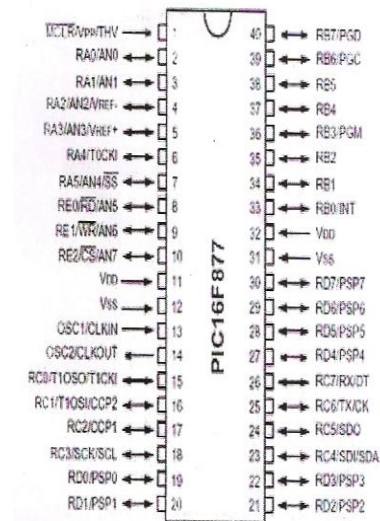 MCLR/VPP/THV 1 40 RB7/PGD
RA0/AN0 2 39 RB6/PGC
RA1/AN1 3 38 RB5
RA2/AN2/VREF- 4 37 RB4
RA3/AN3/VREF+ 5 36 RB3/PGM
RA4/T0CKI 6 35 RB2
RA5/AN4/SS 7 34 RB1
RE0/RD/AN5 8 33 RB0/INT
RE1/WR/AN6 9 32 VDD
RE2/CS/AN7 10 31 VSS
VDD 11 30 RD7/PSP7
VSS 12 29 RD6/PSP6
OSC1/CLKIN 13 28 RD5/PSP5
OSC2/CLKOUT 14 27 RD4/PSP4
RC0/T1OSO/T1CKI 15 26 RC7/RX/DT
RC1/T1OSI/CCP2 16 25 RC6/TX/CK
RC2/CCP1 17 24 RC5/SDO
RC3/SCK/SCL 18 23 RC4/SDI/SDA
RD0/PSP0 19 22 RD3/PSP3
RD1/PSP1 20 21 RD2/PSP2
PIC16F877